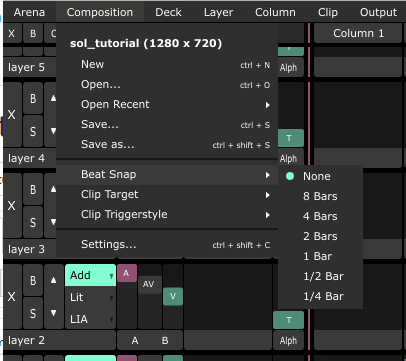 Arena Composition Deck Layer Column Clip Output
X B Column 1
sol_tutorial (1280 x 720)
T
layer 5
New ctrl + N
Alph
Open... ctrl + O
X B
Open Recent
S
Save... ctrl + S
T
Save as... ctrl + shift + S
layer 4
Alph
Beat Snap
None
X B
Clip Target
8 Bars
S
Clip Triggerstyle
4 Bars
2 Bars
layer 3
Settings... ctrl + shift + C
1 Bar
X B Add A AV V
1/2 Bar
S Lit
1/4 Bar
LIA
T
layer 2 A B Alph